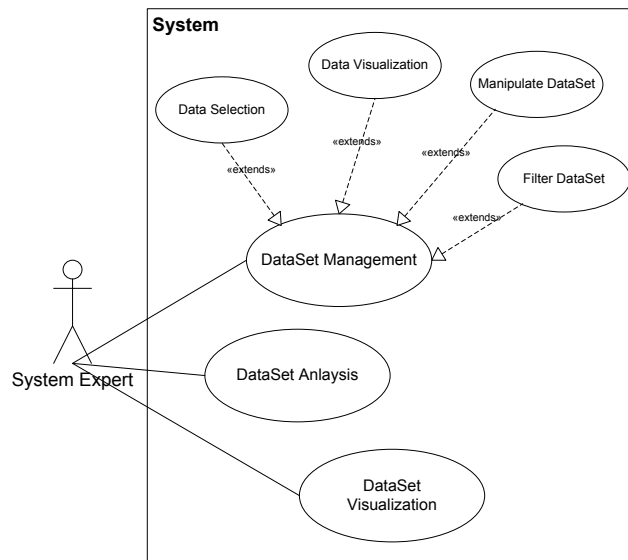 System
Data Visualization
Manipulate DataSet
Data Selection
«extends»
«extends»
«extends»
Filter DataSet
«extends»
DataSet Management
System Expert
DataSet Anlaysis
DataSet
Visualization